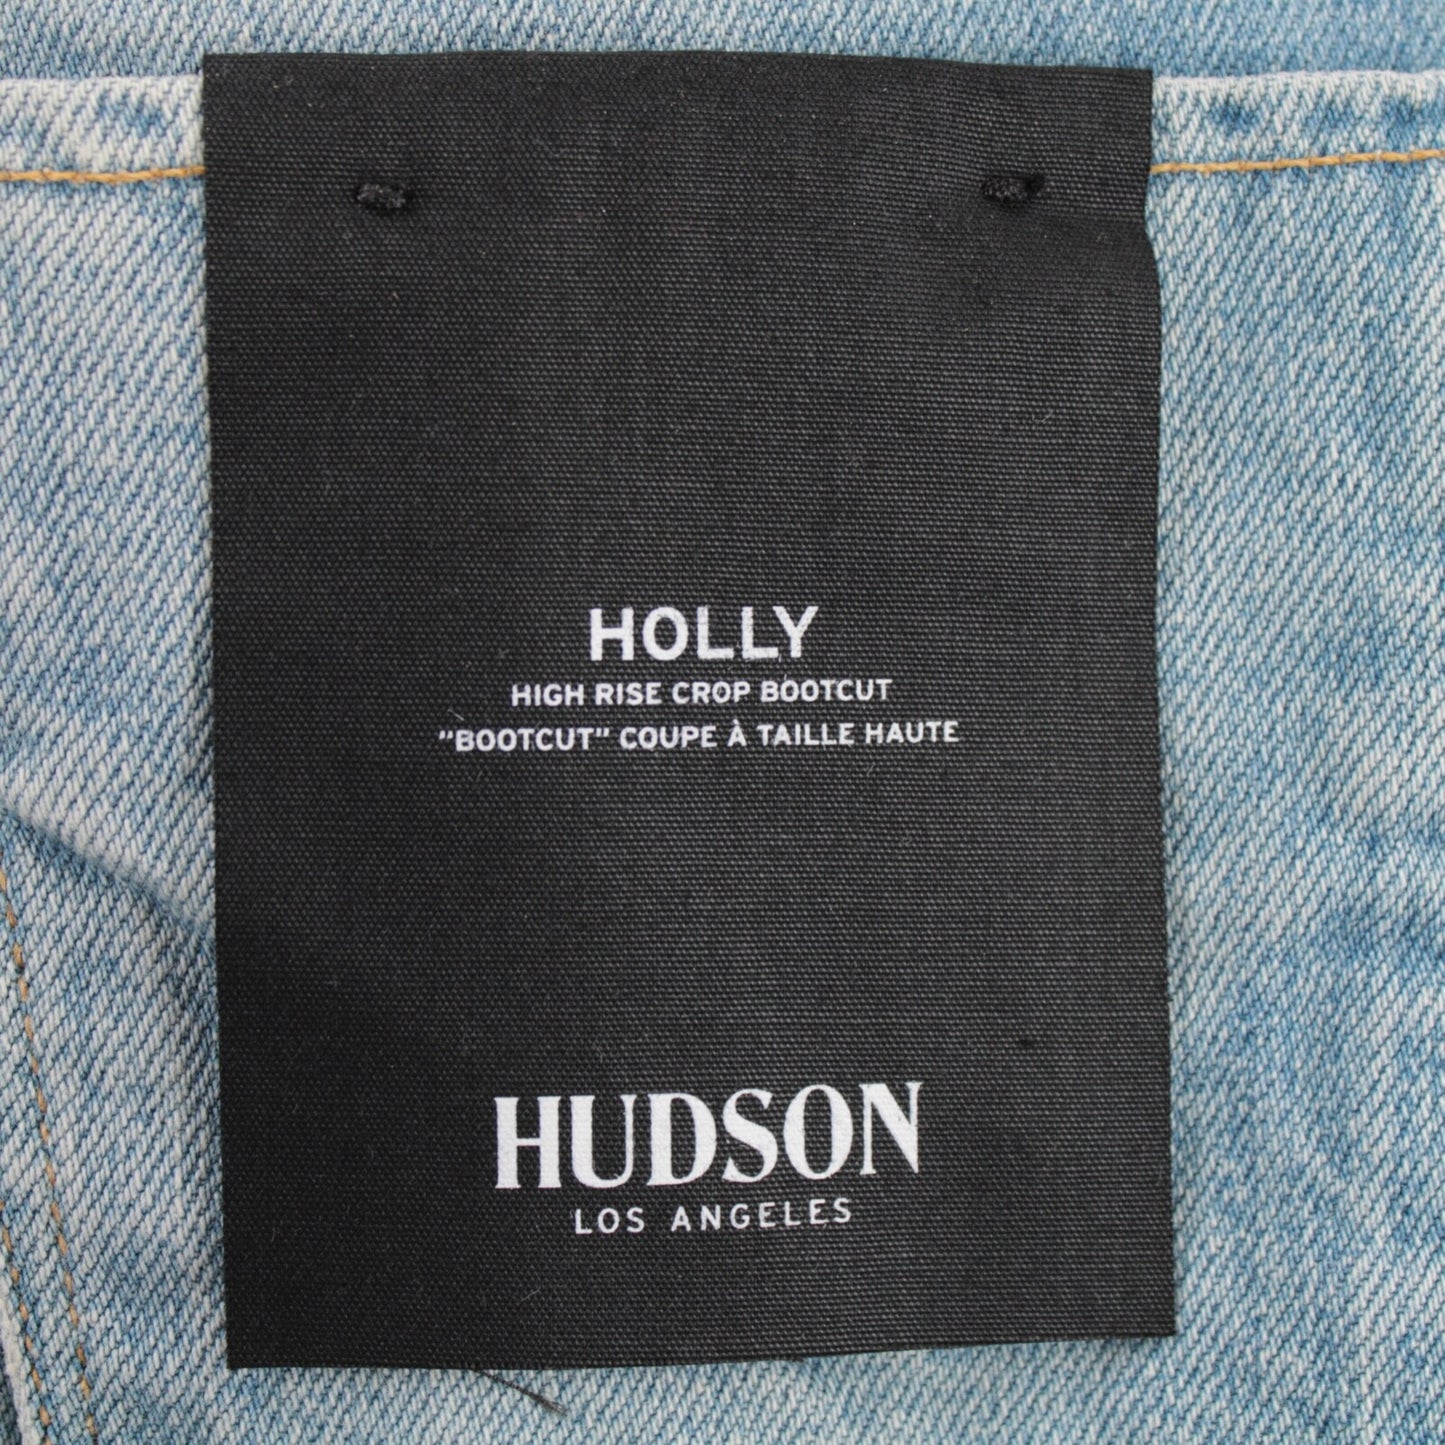 HOLLY
HIGH RISE CROP BOOTCUT
"BOOTCUT" COUPE À TAILLE HAUTE
HUDSON
LOS ANGELES